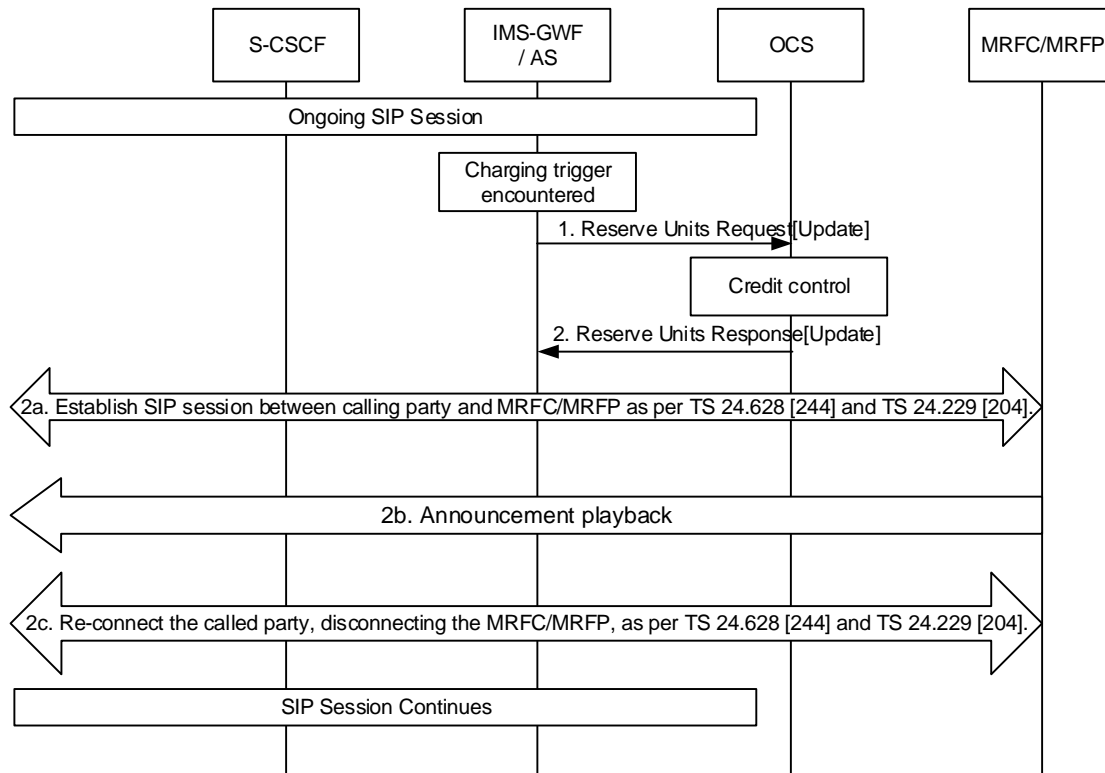 S-CSCF
IMS-GWF
/ AS
OCS
MRFC/MRFP
Ongoing SIP Session
Charging trigger
encountered
1. Reserve Units Request[Update]
Credit control
2. Reserve Units Response[Update]
2a. Establish SIP session between calling party and MRFC/MRFP as per TS 24.628 [244] and TS 24.229 [204].
2b. Announcement playback
2c. Re-connect the called party, disconnecting the MRFC/MRFP, as per TS 24.628 [244] and TS 24.229 [204].
SIP Session Continues